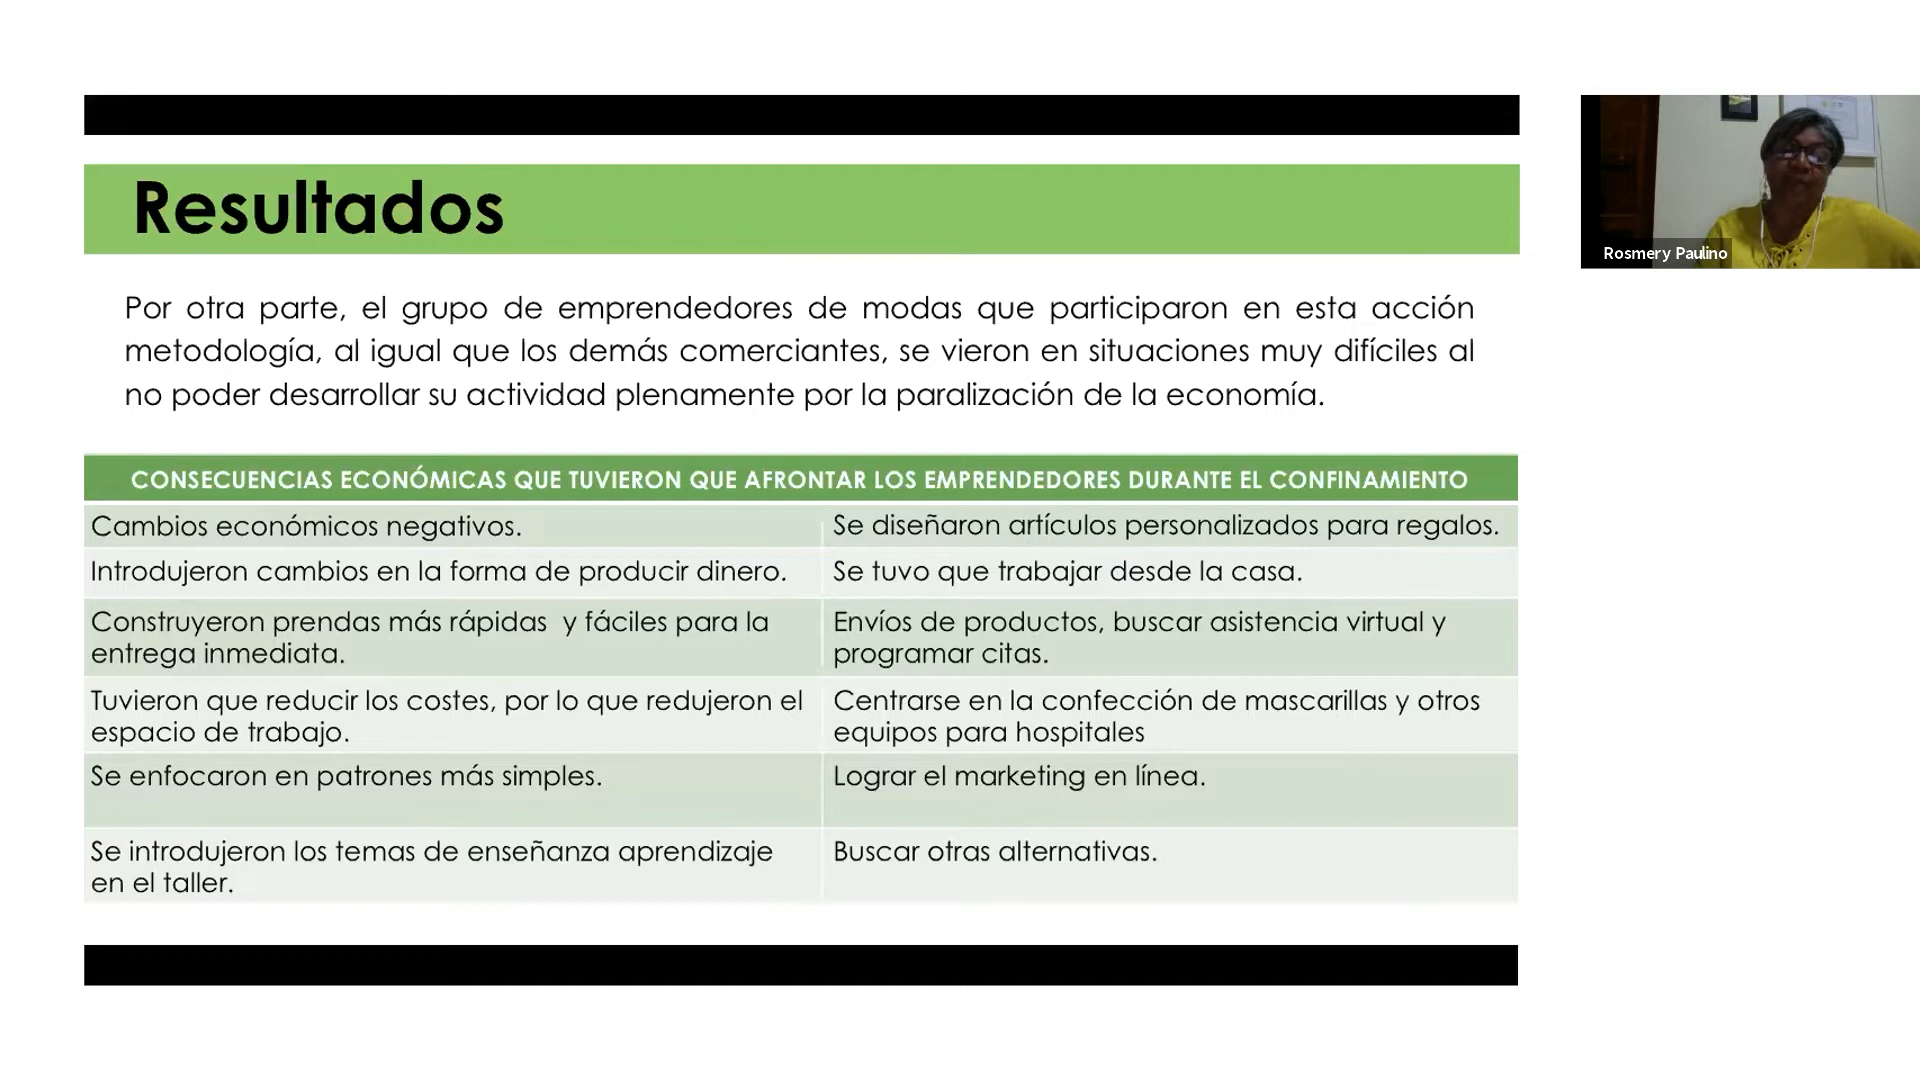 Resultados
Rosmery Paulino
Por otra parte, el grupo de emprendedores de modas que participaron en esta acción
metodología, al igual que los demás comerciantes, se vieron en situaciones muy difíciles al
no poder desarrollar su actividad plenamente por la paralización de la economía.
CONSECUENCIAS ECONÓMICAS QUE TUVIERON QUE AFRONTAR LOS EMPRENDEDORES DURANTE EL CONFINAMIENTO
Cambios económicos negativos.
Se diseñaron artículos personalizados para regalos.
Introdujeron cambios en la forma de producir dinero.
Se tuvo que trabajar desde la casa.
Construyeron prendas más rápidas y fáciles para la
entrega inmediata.
Envíos de productos, buscar asistencia virtual y
programar citas.
Tuvieron que reducir los costes, por lo que redujeron el
espacio de trabajo.
Centrarse en la confección de mascarillas y otros
equipos para hospitales
Se enfocaron en patrones más simples.
Lograr el marketing en línea.
Se introdujeron los temas de enseñanza aprendizaje
en el taller.
Buscar otras alternativas.